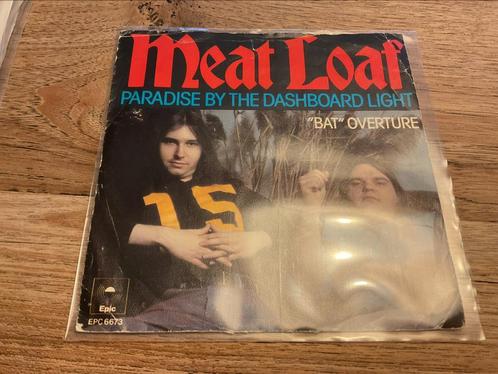 Meat Loaf
PARADISE BY THE DASHBOARD LIGHT
"BAT" OVERTURE
15
Epic
EPC 6673